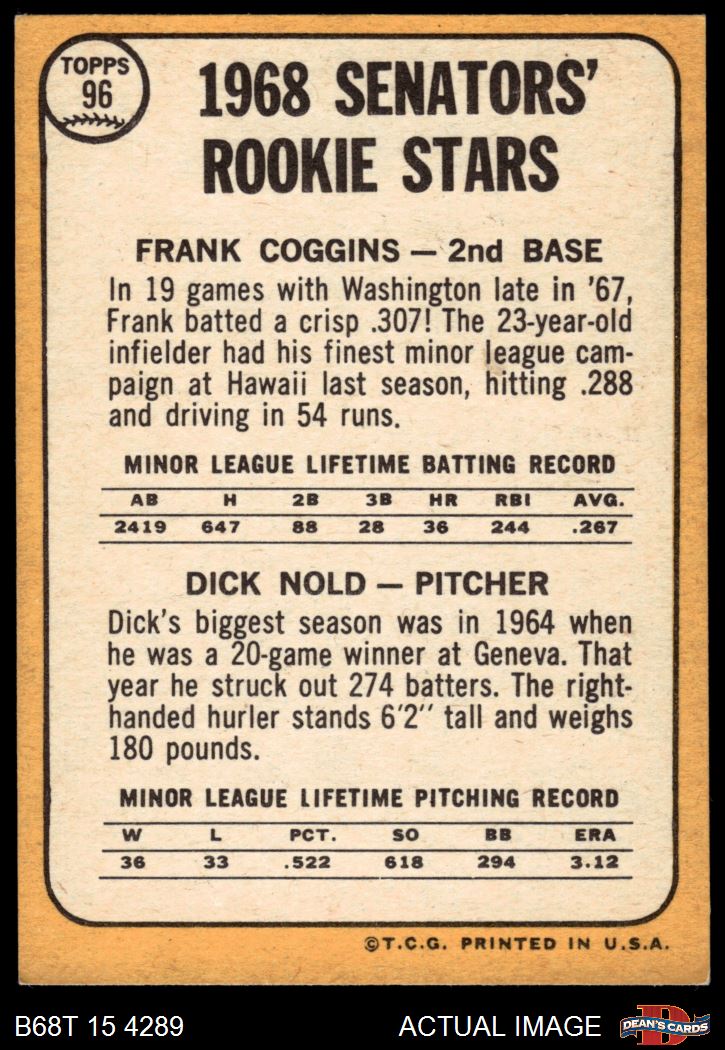 TOPPS
96
1968 SENATORS'
ROOKIE STARS
FRANK COGGINS — 2nd BASE
In 19 games with Washington late in '67,
Frank batted a crisp .307! The 23-year-old
infielder had his finest minor league cam-
paign at Hawaii last season, hitting .288
and driving in 54 runs.
MINOR LEAGUE LIFETIME BATTING RECORD
AB H 2B 3B HR RBI AVG.
2419 647 88 28 36 244 .267
DICK NOLD — PITCHER
Dick's biggest season was in 1964 when
he was a 20-game winner at Geneva. That
year he struck out 274 batters. The right-
handed hurler stands 6'2'' tall and weighs
180 pounds.
MINOR LEAGUE LIFETIME PITCHING RECORD
W L PCT. SO BB ERA
36 33 .522 618 294 3.12
©T.C.G. PRINTED IN U.S.A.
B68T 15 4289 ACTUAL IMAGE
D
DEAN'S CARDS